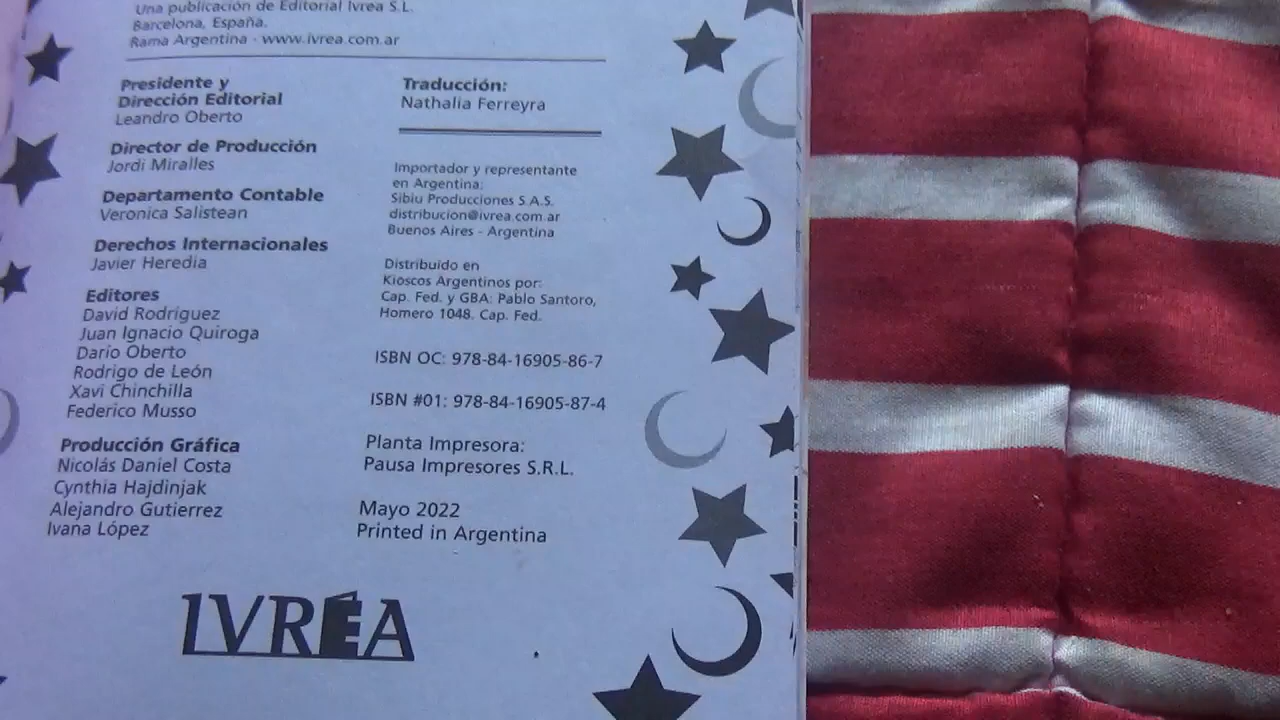 Una publicación de Editorial Ivrea S.L.
Barcelona, España.
Rama Argentina - www.ivrea.com.ar
Presidente y
Dirección Editorial
Leandro Oberto
Director de Producción
Jordi Miralles
Departamento Contable
Veronica Salistean
Derechos Internacionales
Javier Heredia
Editores
David Rodriguez
Juan Ignacio Quiroga
Dario Oberto
Rodrigo de León
Xavi Chinchilla
Federico Musso
Producción Gráfica
Nicolás Daniel Costa
Cynthia Hajdinjak
Alejandro Gutierrez
Ivana López
Traducción:
Nathalia Ferreyra
Importador y representante
en Argentina:
Sibiu Producciones S.A.S.
distribucion@ivrea.com.ar
Buenos Aires - Argentina
Distribuido en
Kioscos Argentinos por:
Cap. Fed. y GBA: Pablo Santoro,
Homero 1048. Cap. Fed.
ISBN OC: 978-84-16905-86-7
ISBN #01: 978-84-16905-87-4
Planta Impresora:
Pausa Impresores S.R.L.
Mayo 2022
Printed in Argentina
IVREA